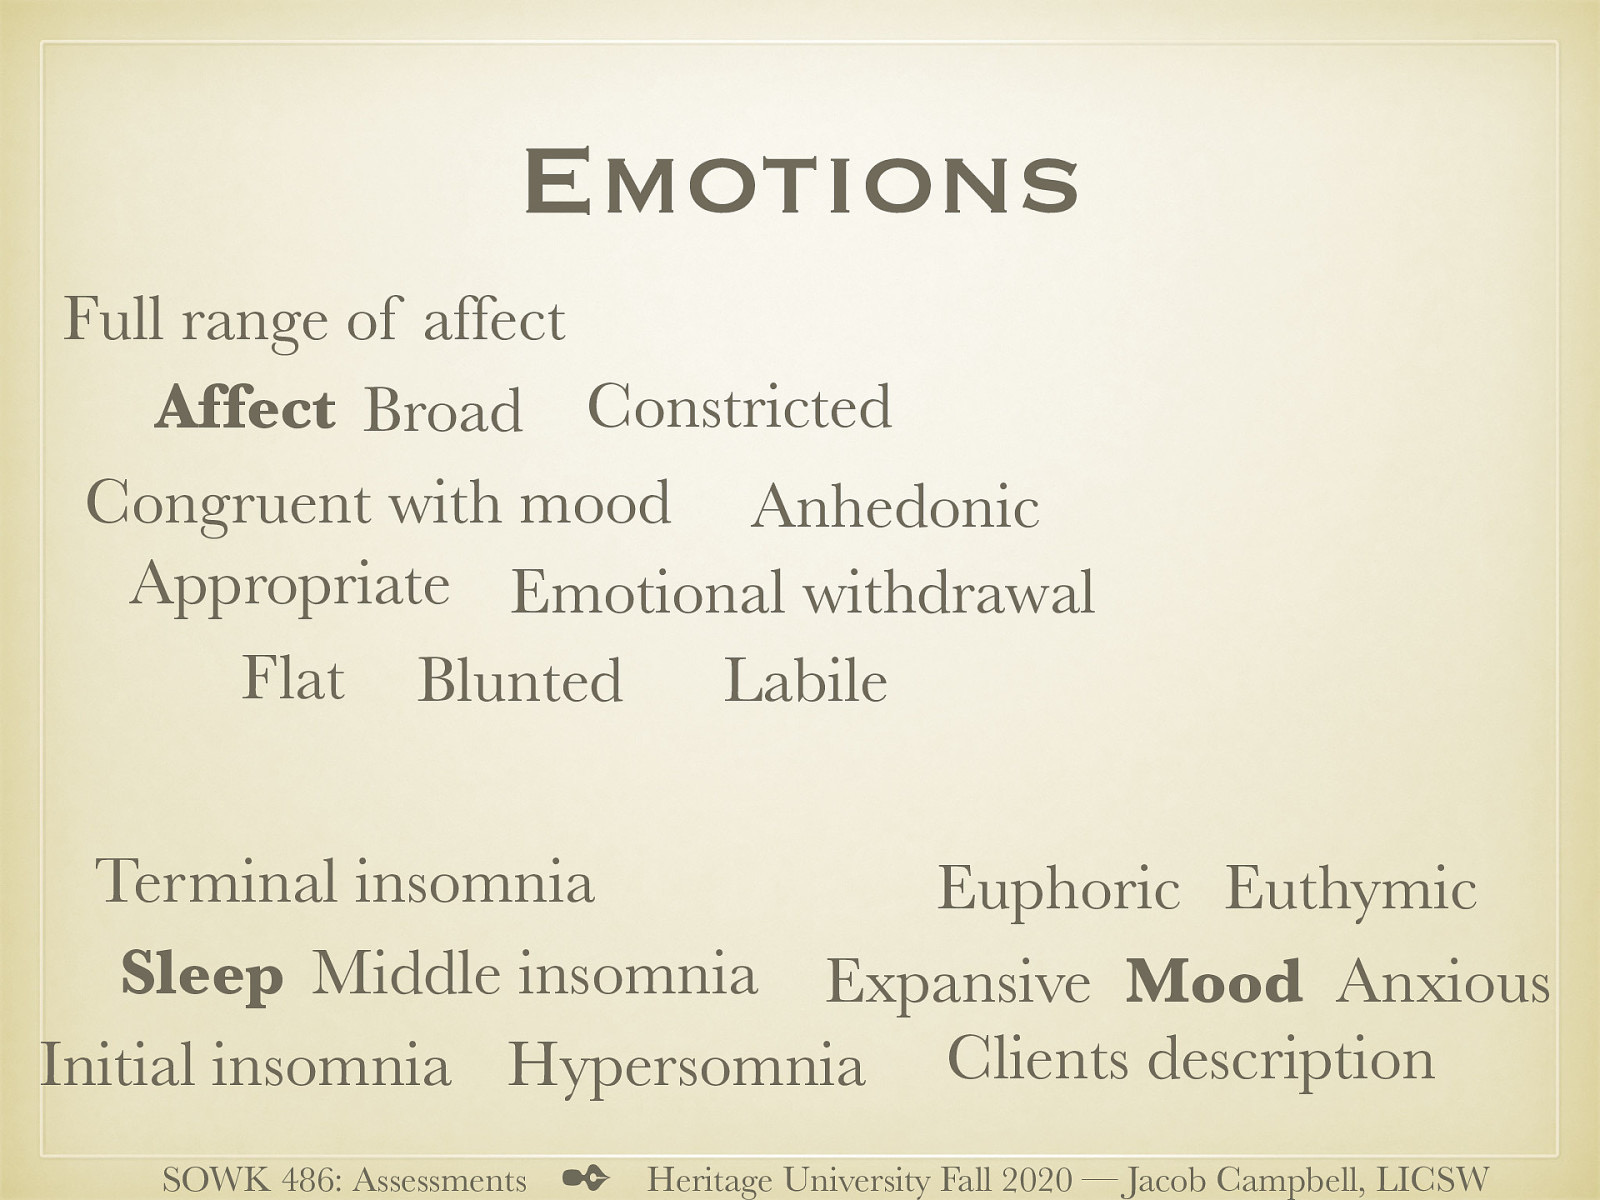 Emotions
Full range of affect
Affect Broad Constricted
Congruent with mood Anhedonic
Appropriate Emotional withdrawal
Flat Blunted Labile
Terminal insomnia
Sleep Middle insomnia
Initial insomnia Hypersomnia
Euphoric Euthymic
Expansive Mood Anxious
Clients description
SOWK 486: Assessments ✒ Heritage University Fall 2020 — Jacob Campbell, LICSW